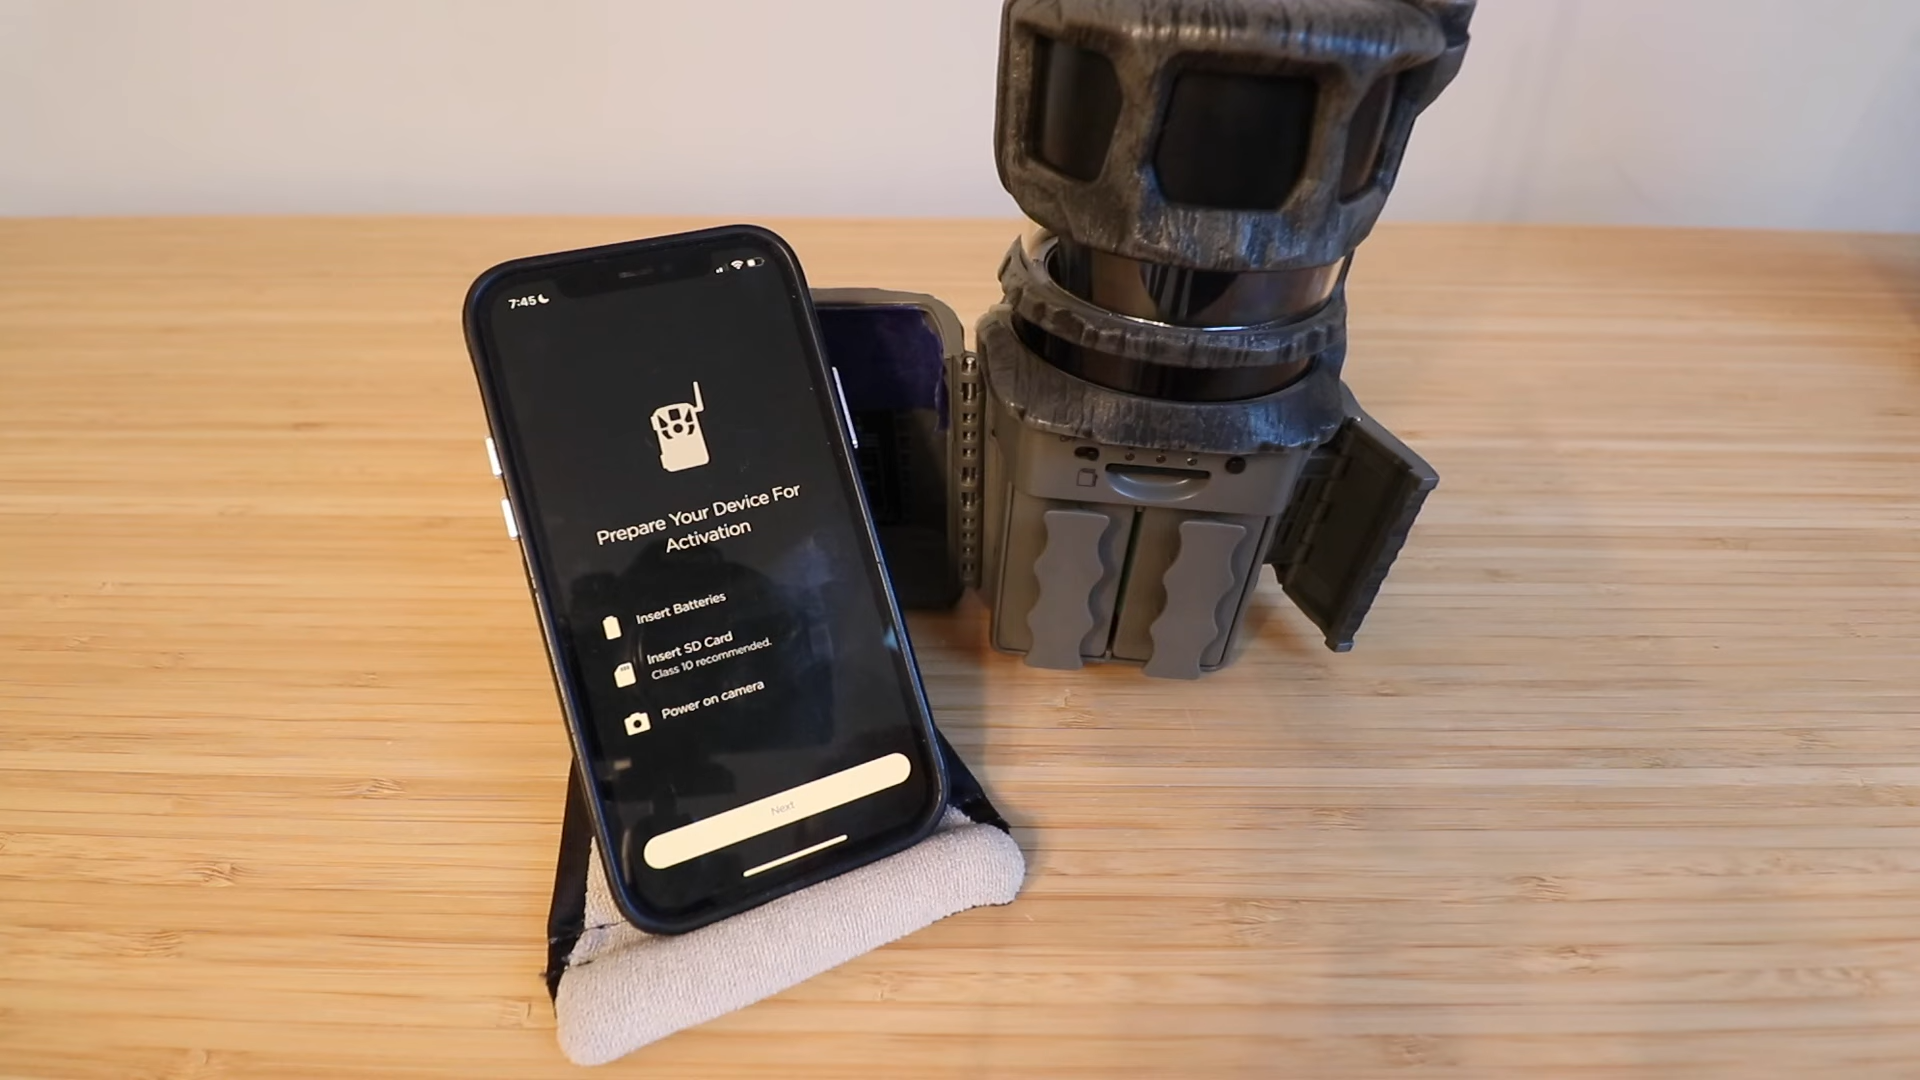 7:45
Prepare Your Device For
Activation
Insert Batteries
Insert SD Card
Class 10 recommended.
Power on camera
Next